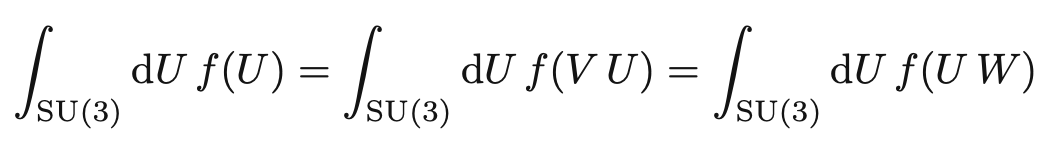 ∫_{SU(3)} dU f(U) = ∫_{SU(3)} dU f(V U) = ∫_{SU(3)} dU f(U W)